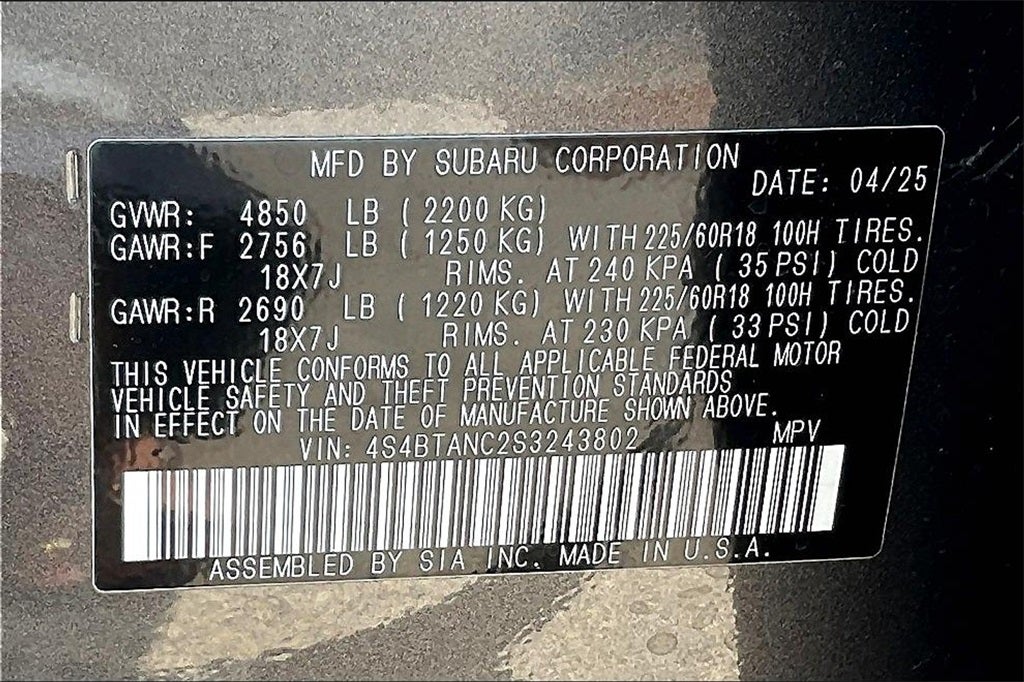 MFD BY SUBARU CORPORATION
DATE: 04/25
GVWR: 4850 LB (2200 KG)
GAWR:F 2756 LB (1250 KG) WITH 225/60R18 100H TIRES.
18X7J RIMS. AT 240 KPA (35 PSI) COLD
GAWR:R 2690 LB (1220 KG) WITH 225/60R18 100H TIRES.
18X7J RIMS. AT 230 KPA (33 PSI) COLD
THIS VEHICLE CONFORMS TO ALL APPLICABLE FEDERAL MOTOR
VEHICLE SAFETY AND THEFT PREVENTION STANDARDS
IN EFFECT ON THE DATE OF MANUFACTURE SHOWN ABOVE.
VIN: 4S4BTANC2S3243802 MPV
ASSEMBLED BY SIA INC. MADE IN U.S.A.